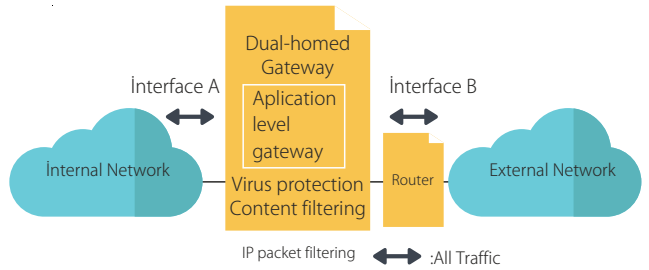 Dual-homed
Gateway
İnterface A
İnterface B
Aplication
level
gateway
İnternal Network
Virus protection
Content filtering
Router
External Network
IP packet filtering
:All Traffic